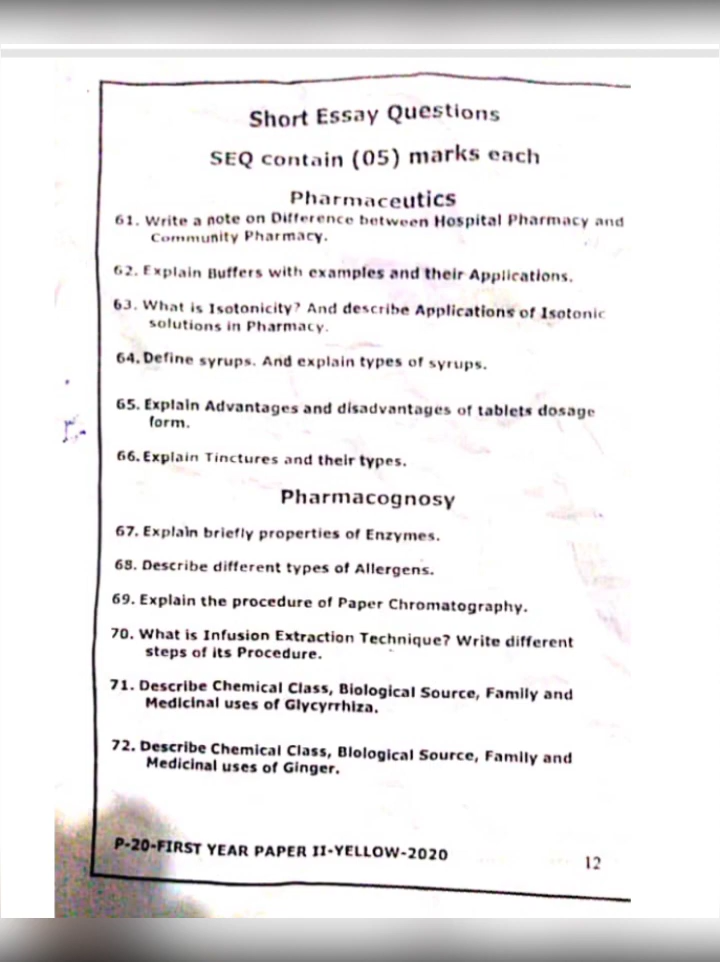 Short Essay Questions
SEQ contain (05) marks each
Pharmaceutics
61. Write a note on Difference between Hospital Pharmacy and
Community Pharmacy.
62. Explain Buffers with examples and their Applications.
63. What is Isotonicity? And describe Applications of Isotonic
solutions in Pharmacy.
64. Define syrups. And explain types of syrups.
65. Explain Advantages and disadvantages of tablets dosage
form.
66. Explain Tinctures and their types.
Pharmacognosy
67. Explain briefly properties of Enzymes.
68. Describe different types of Allergens.
69. Explain the procedure of Paper Chromatography.
70. What is Infusion Extraction Technique? Write different
steps of its Procedure.
71. Describe Chemical Class, Biological Source, Family and
Medicinal uses of Glycyrrhiza.
72. Describe Chemical Class, Biological Source, Family and
Medicinal uses of Ginger.
P-20-FIRST YEAR PAPER II-YELLOW-2020
12